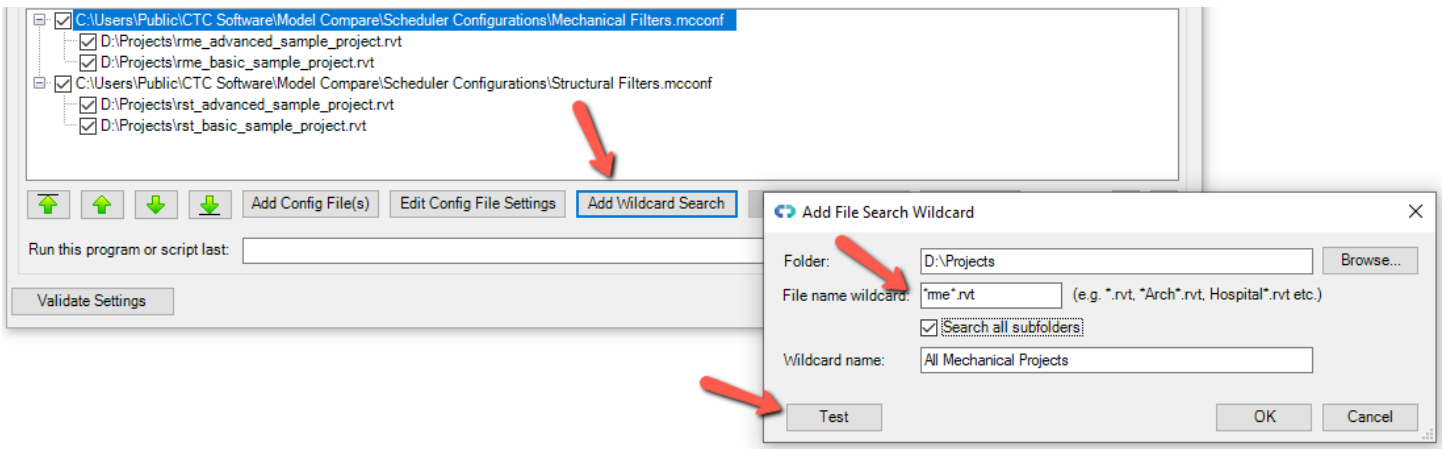 C:\Users\Public\CTC Software\Model Compare\Scheduler Configurations\Mechanical Filters.mcconf
D:\Projects\rme_advanced_sample_project.rvt
D:\Projects\rme_basic_sample_project.rvt
C:\Users\Public\CTC Software\Model Compare\Scheduler Configurations\Structural Filters.mcconf
D:\Projects\rst_advanced_sample_project.rvt
D:\Projects\rst_basic_sample_project.rvt
Add Config File(s) Edit Config File Settings Add Wildcard Search
Run this program or script last:
Validate Settings
Add File Search Wildcard
Folder: D:\Projects Browse...
File name wildcard: *rme*.rvt (e.g. *.rvt, *Arch*.rvt, Hospital*.rvt etc.)
Search all subfolders
Wildcard name: All Mechanical Projects
Test OK Cancel